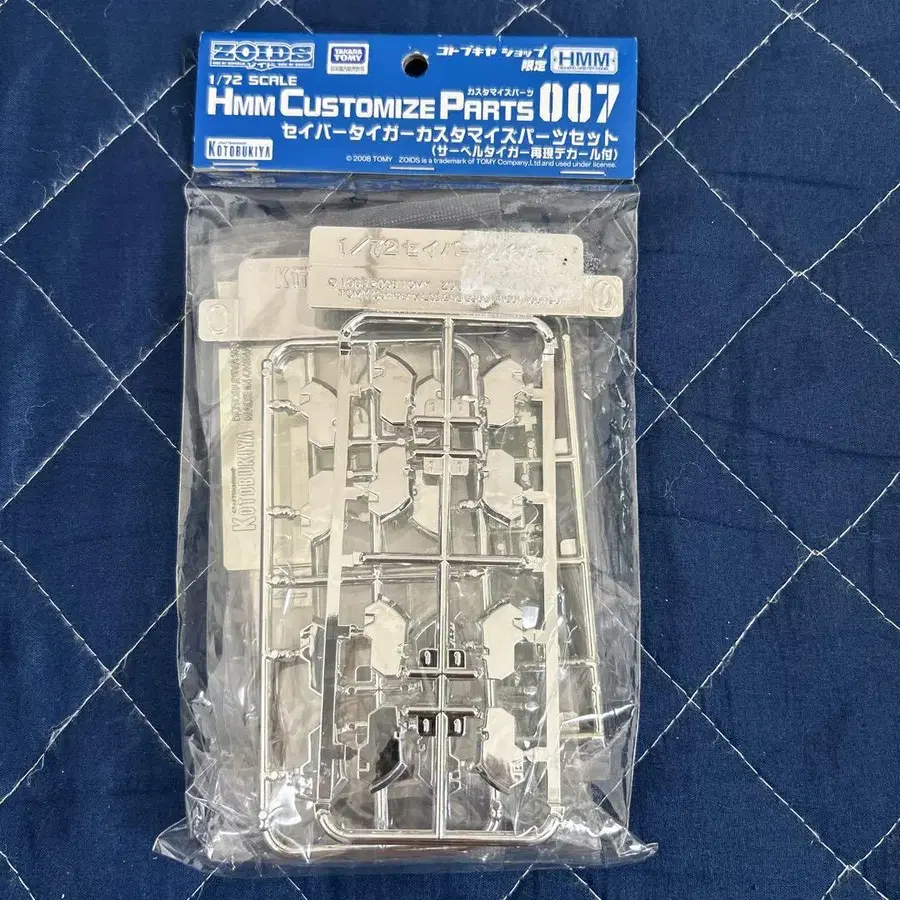 ZOIDS
TAKARA TOMY
コトブキヤ ショップ
限定
HMM
1/72 SCALE
カスタマイズパーツ
HMM CUSTOMIZE PARTS 007
セイバータイガーカスタマイズパーツセット
(サーベルタイガー再現デカール付)
KOTOBUKIYA
© 2008 TOMY ZOIDS is a trademark of TOMY Company,Ltd.and used under license.
1/72 セイバー
KOTOBUKIYA